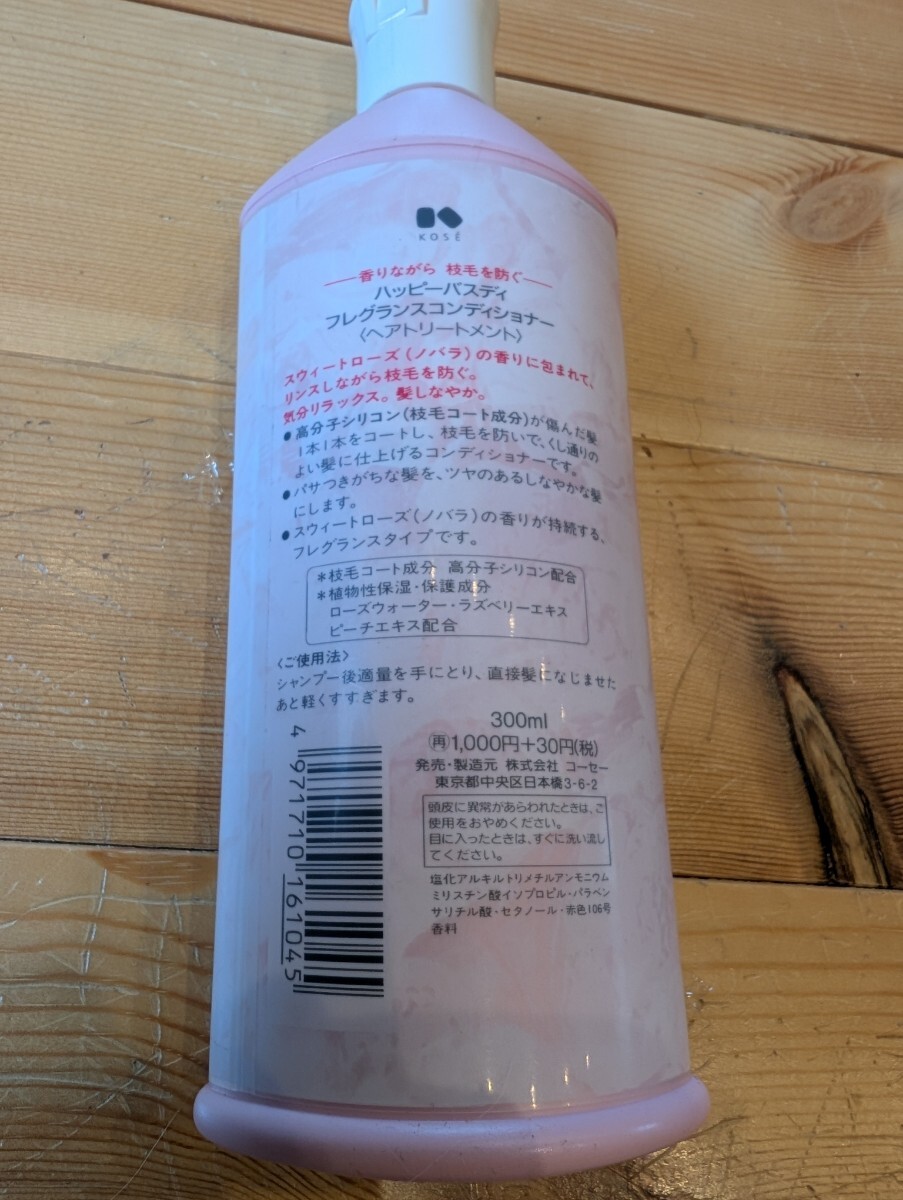 KOSÉ
香りながら 枝毛を防ぐ
ハッピーバスディ
フレグランスコンディショナー
〈ヘアトリートメント〉
スウィートローズ(ノバラ)の香りに包まれて、
リンスしながら枝毛を防ぐ。
気分リラックス。髪しなやか。
●高分子シリコン(枝毛コート成分)が傷んだ髪
1本1本をコートし、枝毛を防いで、くし通りの
よい髪に仕上げるコンディショナーです。
●パサつきがちな髪を、ツヤのあるしなやかな髪
にします。
●スウィートローズ(ノバラ)の香りが持続する、
フレグランスタイプです。
*枝毛コート成分 高分子シリコン配合
*植物性保湿・保護成分
ローズウォーター・ラズベリーエキス
ピーチエキス配合
〈ご使用法〉
シャンプー後適量を手にとり、直接髪になじませた
あと軽くすすぎます。
300ml
再1,000円+30円(税)
発売・製造元 株式会社 コーセー
東京都中央区日本橋3-6-2
頭皮に異常があらわれたときは、ご
使用をおやめください。
目に入ったときは、すぐに洗い流し
てください。
塩化アルキルトリメチルアンモニウム
ミリスチン酸イソプロピル・パラベン
サリチル酸・セタノール・赤色106号
香料
4 971710 161045